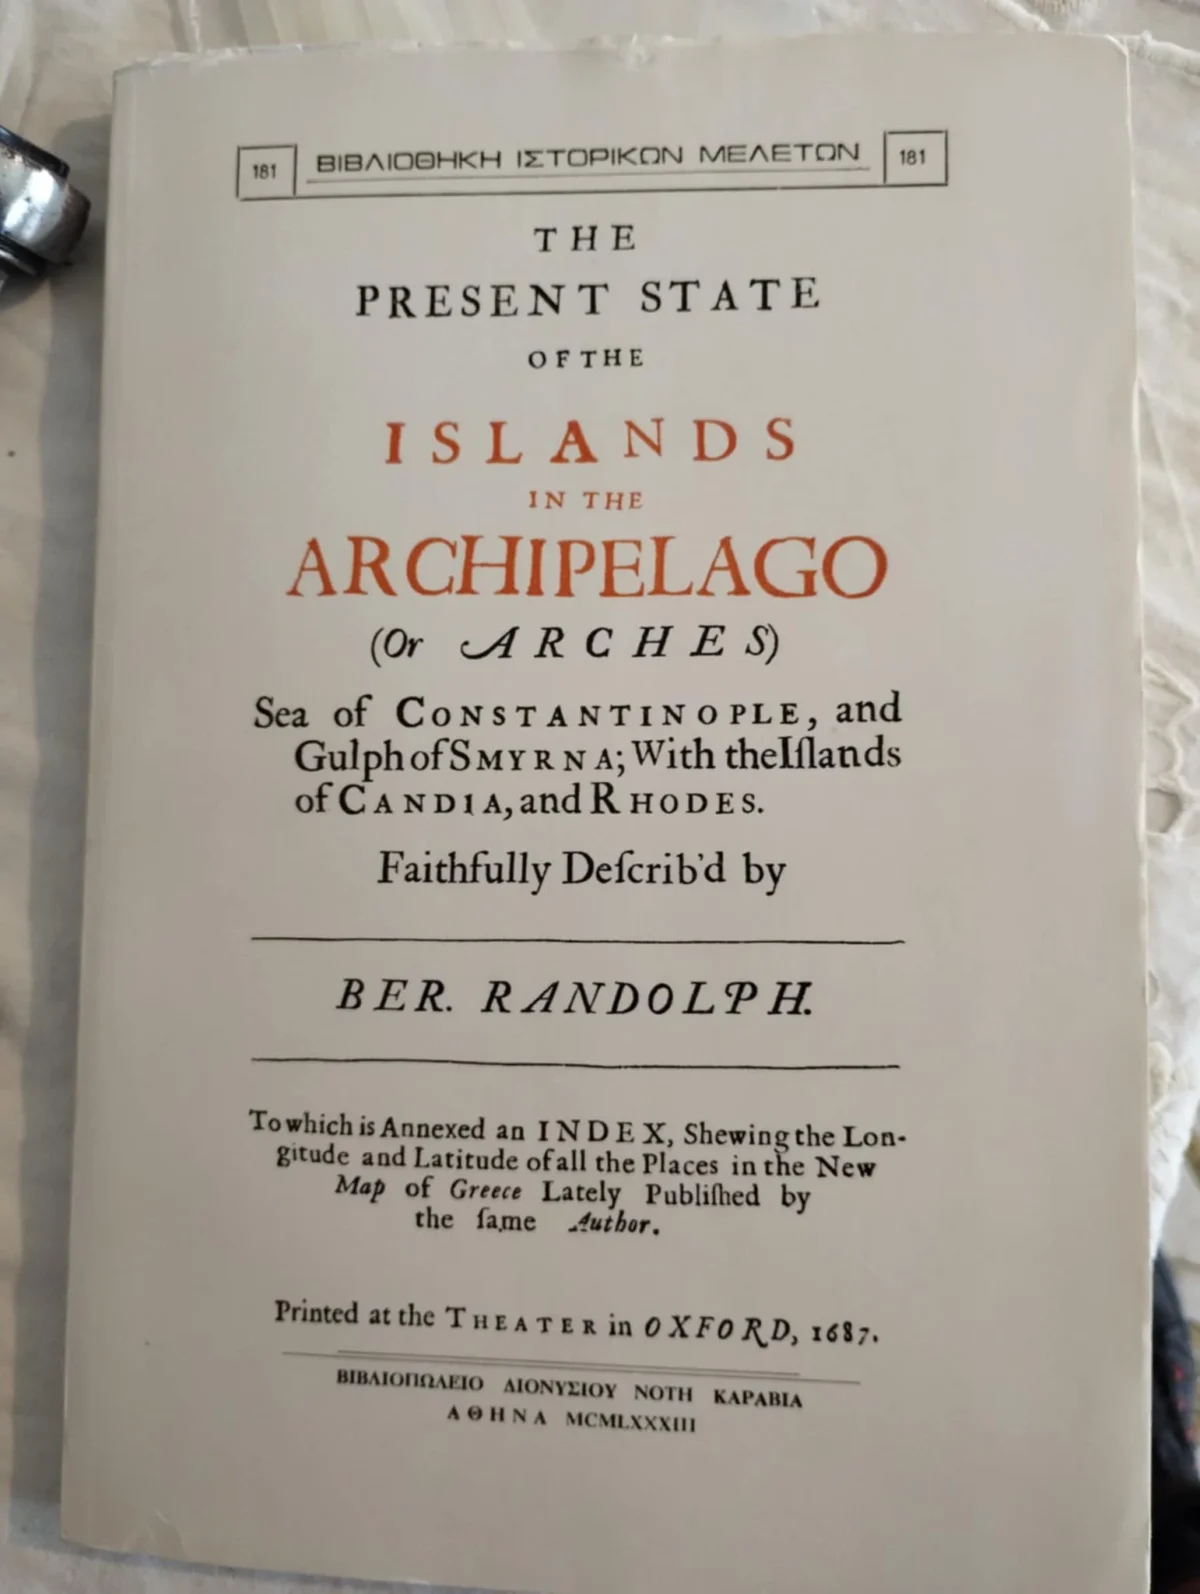 181 ΒΙΒΛΙΟΘΗΚΗ ΙΣΤΟΡΙΚΩΝ ΜΕΛΕΤΩΝ 181
THE
PRESENT STATE
OF THE
ISLANDS
IN THE
ARCHIPELAGO
(Or ARCHES)
Sea of CONSTANTINOPLE, and
Gulph of SMYRNA; With the Iſlands
of CANDIA, and RHODES.
Faithfully Deſcrib'd by
BER. RANDOLPH.
To which is Annexed an INDEX, Shewing the Lon-
gitude and Latitude of all the Places in the New
Map of Greece Lately Publiſhed by
the ſame Author.
Printed at the THEATER in OXFORD, 1687.
ΒΙΒΛΙΟΠΩΛΕΙΟ ΔΙΟΝΥΣΙΟΥ ΝΟΤΗ ΚΑΡΑΒΙΑ
ΑΘΗΝΑ MCMLXXXIII